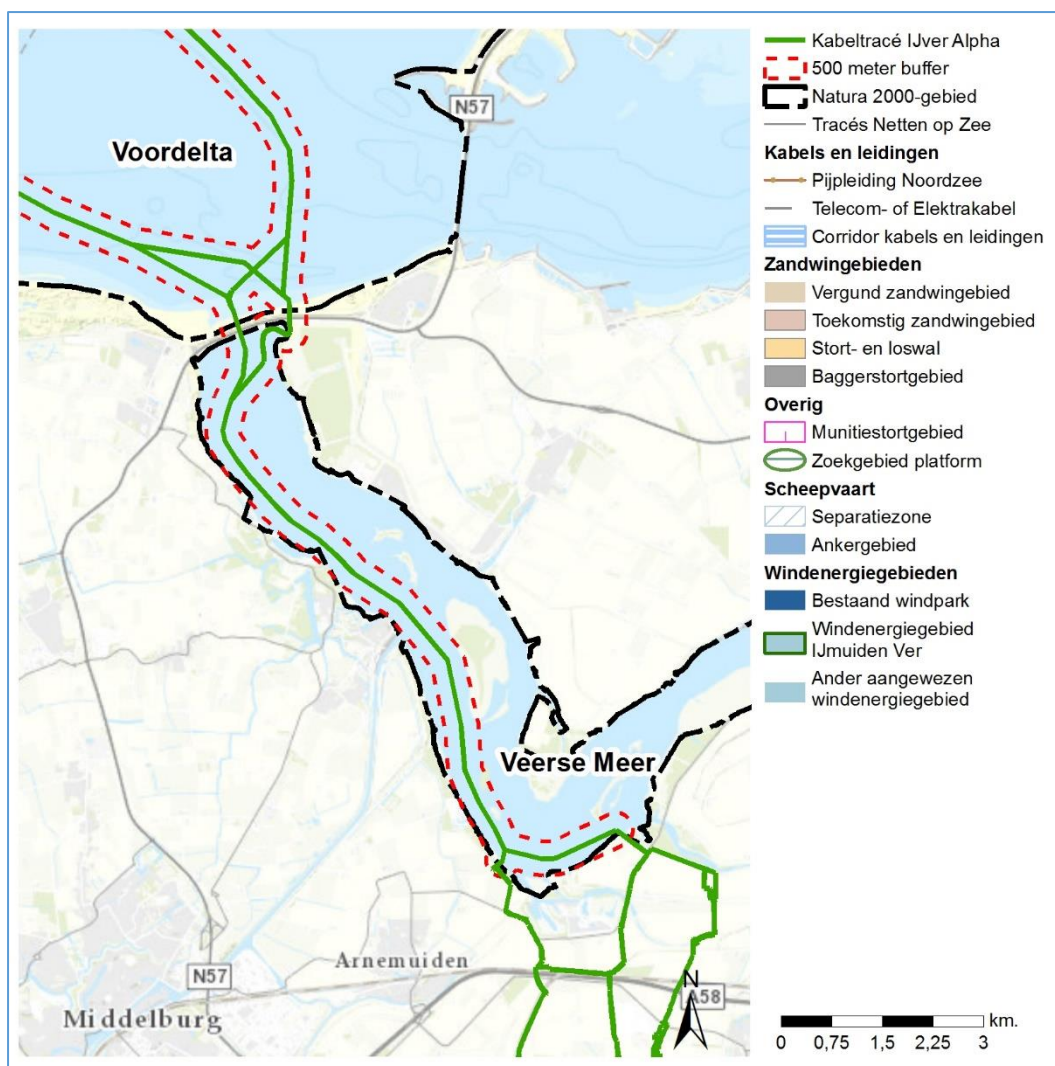 N57
Voordelta
Veerse Meer
Arnemuiden
N57
Middelburg
A58
N
Kabeltracé IJver Alpha
500 meter buffer
Natura 2000-gebied
Tracés Netten op Zee
Kabels en leidingen
Pijpleiding Noordzee
Telecom- of Elektrakabel
Corridor kabels en leidingen
Zandwingebieden
Vergund zandwingebied
Toekomstig zandwingebied
Stort- en loswal
Baggerstortgebied
Overig
Munitiestortgebied
Zoekgebied platform
Scheepvaart
Separatiezone
Ankergebied
Windenergiegebieden
Bestaand windpark
Windenergiegebied
IJmuiden Ver
Ander aangewezen
windenergiegebied
km.
0 0,75 1,5 2,25 3